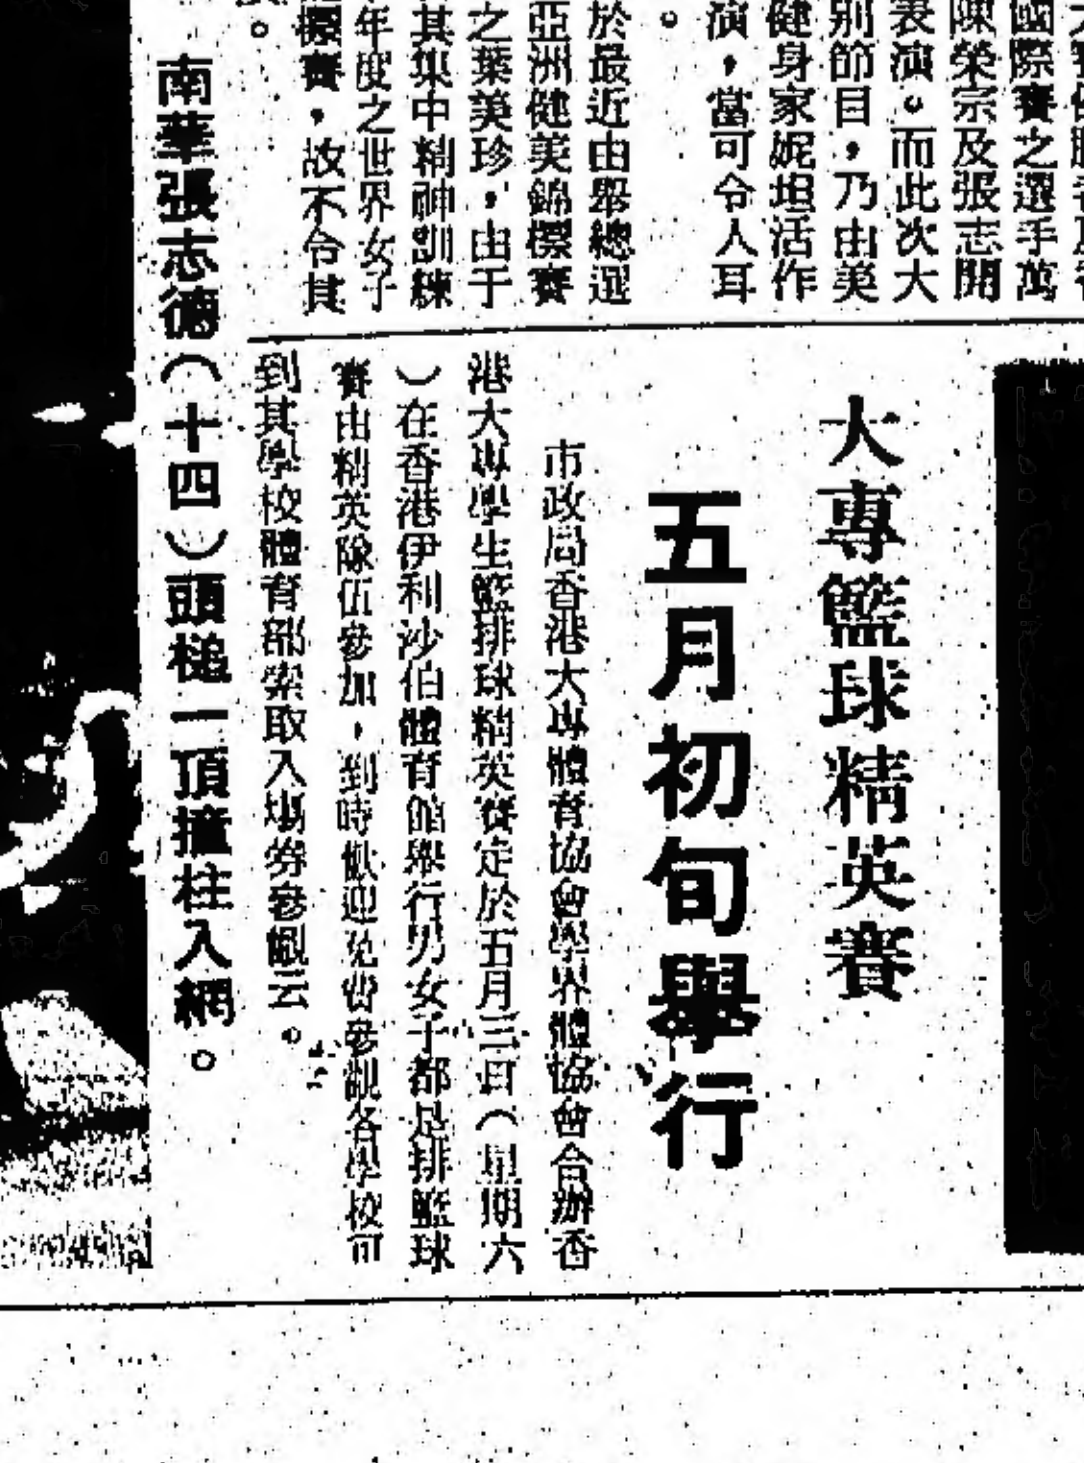 國際賽之選手萬
陳榮宗及張志開
表演。而此次大
別節目，乃由美
健身家妮坦活作
演，當可令人耳
。
於最近由舉總選
亞洲健美錦標賽
之葉美珍，由于
其集中精神訓練
年度之世界女子
標賽，故不令其
。
大專籃球精英賽
五月初旬舉行
市政局香港大專體育協會學界體協會合辦香
港大專學生籃排球精英賽定於五月三日（星期六
）在香港伊利沙伯體育館舉行男女子都是排籃球
賽由精英隊伍參加，到時歡迎免費參觀各學校可
到其學校體育部索取入場券參觀云。
南華張志德（十四）頭槌一頂撞柱入網。